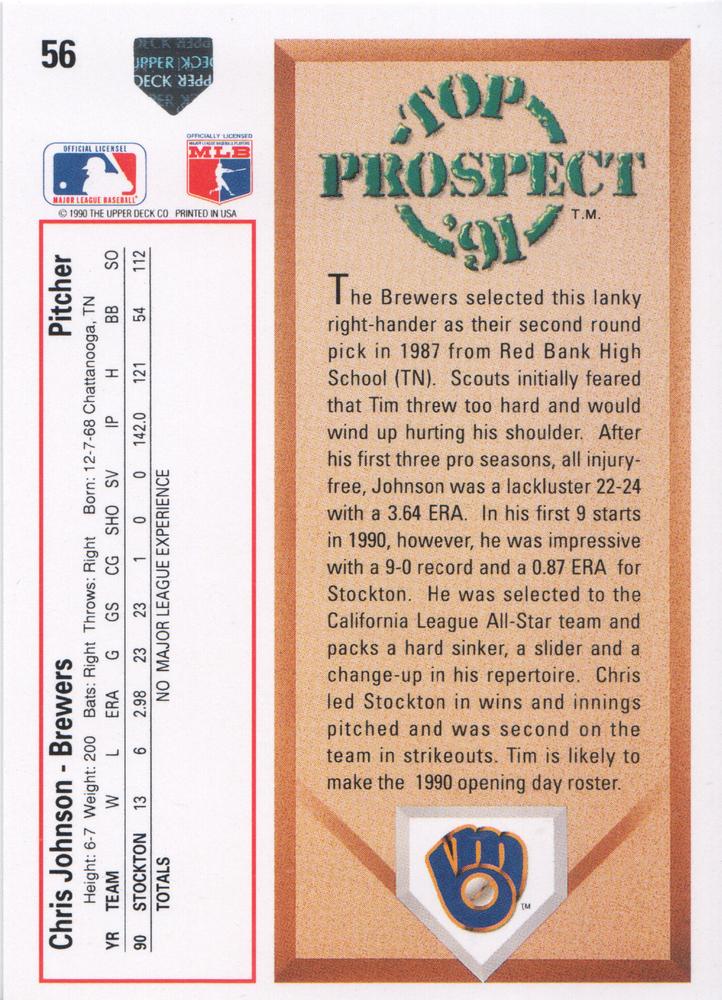 56
UPPER DECK
OFFICIAL LICENSEE
MAJOR LEAGUE BASEBALL
OFFICIALLY LICENSED
MAJOR LEAGUE BASEBALL PLAYERS
MLB
© 1990 THE UPPER DECK CO PRINTED IN USA
Chris Johnson - Brewers Pitcher
Height: 6-7 Weight: 200 Bats: Right Throws: Right Born: 12-7-68 Chattanooga, TN
YR TEAM W L ERA G GS CG SHO SV IP H BB SO
90 STOCKTON 13 6 2.98 23 23 1 0 0 142.0 121 54 112
TOTALS NO MAJOR LEAGUE EXPERIENCE
TOP
PROSPECT
T.M.
'91
The Brewers selected this lanky
right-hander as their second round
pick in 1987 from Red Bank High
School (TN). Scouts initially feared
that Tim threw too hard and would
wind up hurting his shoulder. After
his first three pro seasons, all injury-
free, Johnson was a lackluster 22-24
with a 3.64 ERA. In his first 9 starts
in 1990, however, he was impressive
with a 9-0 record and a 0.87 ERA for
Stockton. He was selected to the
California League All-Star team and
packs a hard sinker, a slider and a
change-up in his repertoire. Chris
led Stockton in wins and innings
pitched and was second on the
team in strikeouts. Tim is likely to
make the 1990 opening day roster.
TM